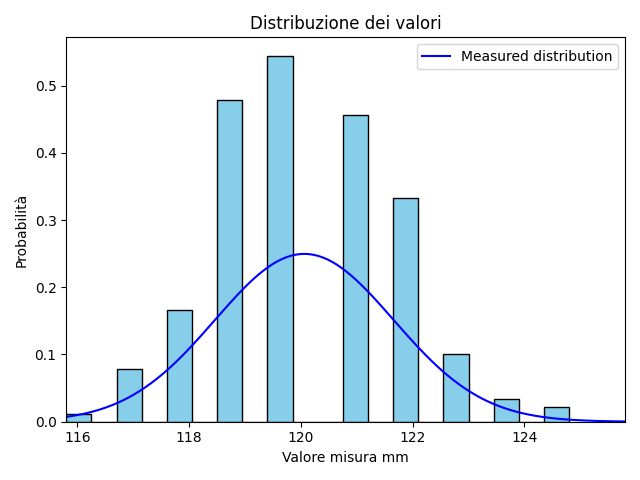 Distribuzione dei valori
Measured distribution
Probabilità
0.5
0.4
0.3
0.2
0.1
0.0
116 118 120 122 124
Valore misura mm